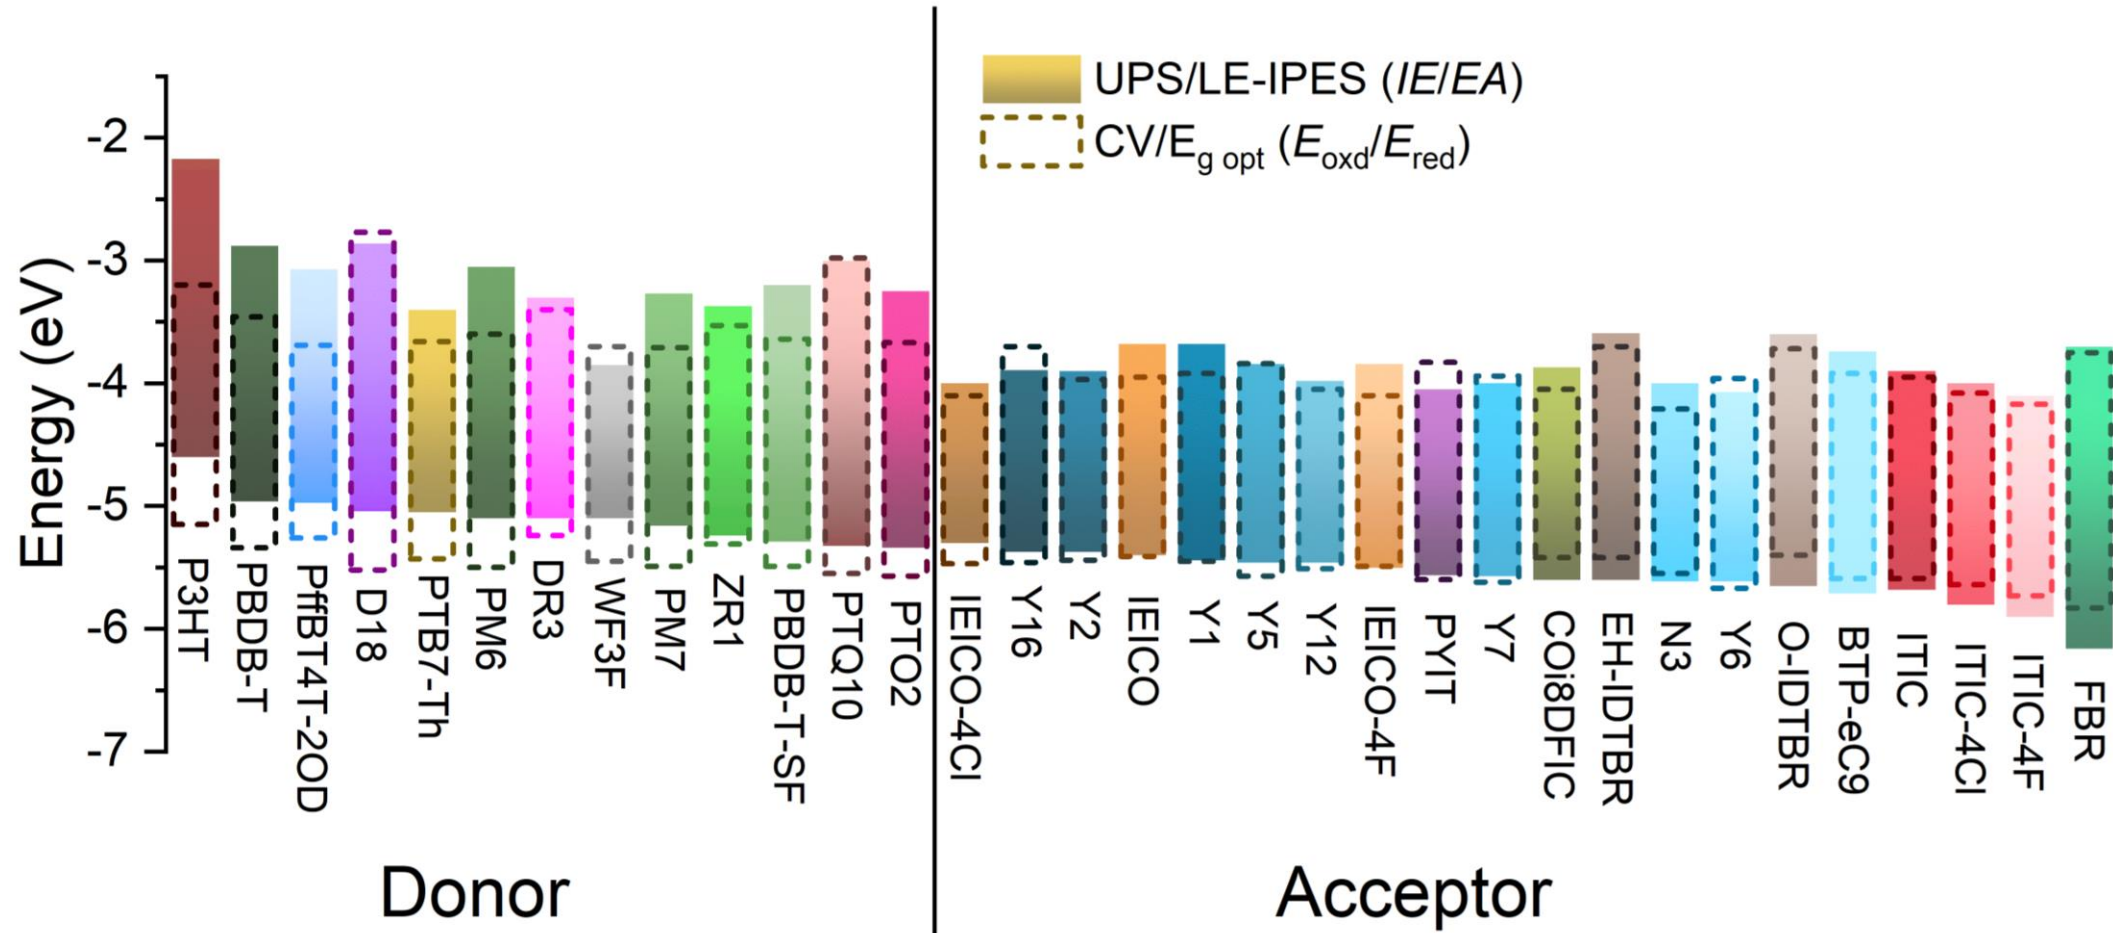 UPS/LE-IPES (IE/EA)
CV/Eg opt (Eoxd/Ered)
Energy (eV)
-2
-3
-4
-5
-6
-7
P3HT
PBDB-T
PffBT4T-2OD
D18
PTB7-Th
PM6
DR3
WF3F
PM7
ZR1
PBDB-T-SF
PTQ10
PTO2
IEICO-4Cl
Y16
Y2
IEICO
Y1
Y5
Y12
IEICO-4F
PYIT
Y7
COi8DFIC
EH-IDTBR
N3
Y6
O-IDTBR
BTP-eC9
ITIC
ITIC-4Cl
ITIC-4F
FBR
Donor
Acceptor